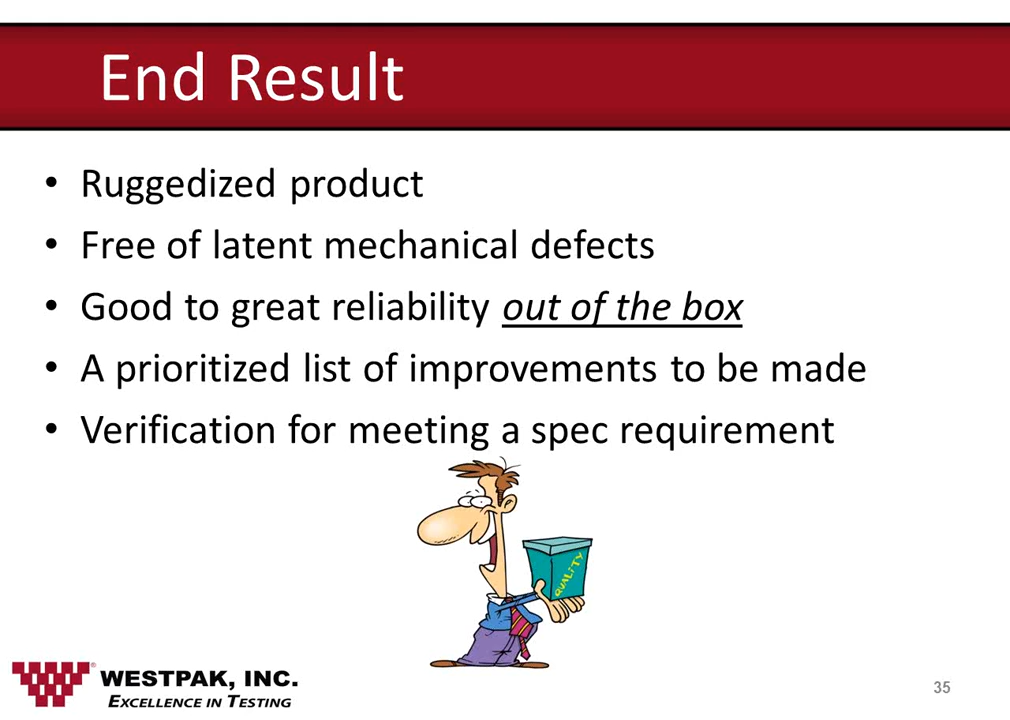 End Result
• Ruggedized product
• Free of latent mechanical defects
• Good to great reliability out of the box
• A prioritized list of improvements to be made
• Verification for meeting a spec requirement
QUALiTY
® WESTPAK, INC.
EXCELLENCE IN TESTING
35